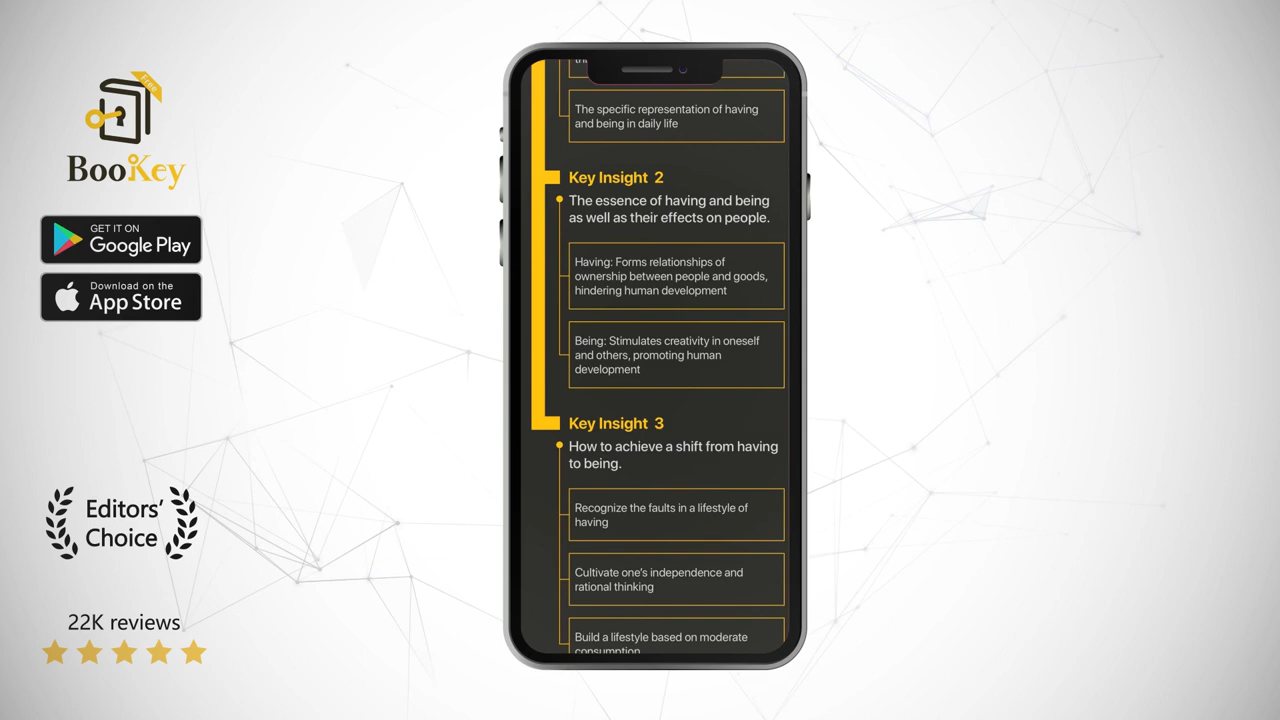 Free
BooKey
GET IT ON
Google Play
Download on the
App Store
Editors'
Choice
22K reviews
The specific representation of having
and being in daily life
Key Insight 2
The essence of having and being
as well as their effects on people.
Having: Forms relationships of
ownership between people and goods,
hindering human development
Being: Stimulates creativity in oneself
and others, promoting human
development
Key Insight 3
How to achieve a shift from having
to being.
Recognize the faults in a lifestyle of
having
Cultivate one's independence and
rational thinking
Build a lifestyle based on moderate
consumption